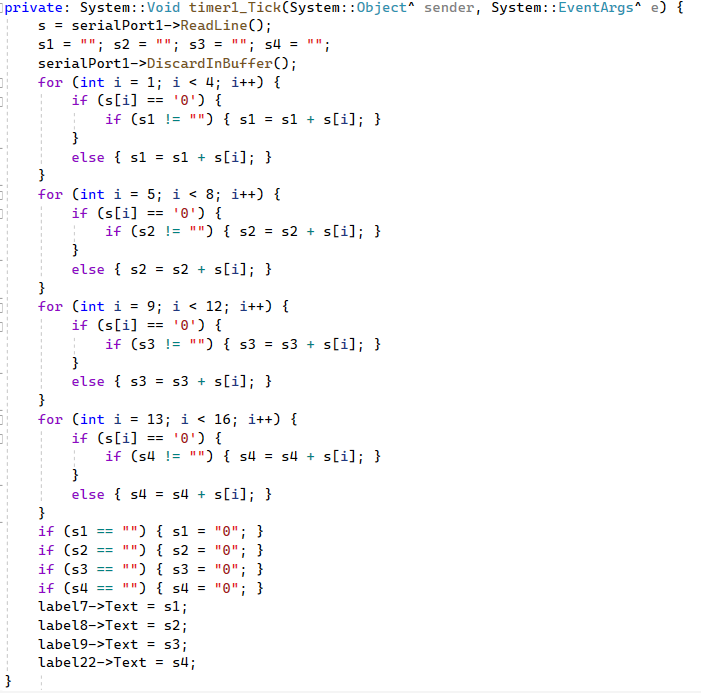 private: System::Void timer1_Tick(System::Object^ sender, System::EventArgs^ e) {
    s = serialPort1->ReadLine();
    s1 = ""; s2 = ""; s3 = ""; s4 = "";
    serialPort1->DiscardInBuffer();
    for (int i = 1; i < 4; i++) {
        if (s[i] == '0') {
            if (s1 != "") { s1 = s1 + s[i]; }
        }
        else { s1 = s1 + s[i]; }
    }
    for (int i = 5; i < 8; i++) {
        if (s[i] == '0') {
            if (s2 != "") { s2 = s2 + s[i]; }
        }
        else { s2 = s2 + s[i]; }
    }
    for (int i = 9; i < 12; i++) {
        if (s[i] == '0') {
            if (s3 != "") { s3 = s3 + s[i]; }
        }
        else { s3 = s3 + s[i]; }
    }
    for (int i = 13; i < 16; i++) {
        if (s[i] == '0') {
            if (s4 != "") { s4 = s4 + s[i]; }
        }
        else { s4 = s4 + s[i]; }
    }
    if (s1 == "") { s1 = "0"; }
    if (s2 == "") { s2 = "0"; }
    if (s3 == "") { s3 = "0"; }
    if (s4 == "") { s4 = "0"; }
    label7->Text = s1;
    label8->Text = s2;
    label9->Text = s3;
    label22->Text = s4;
}